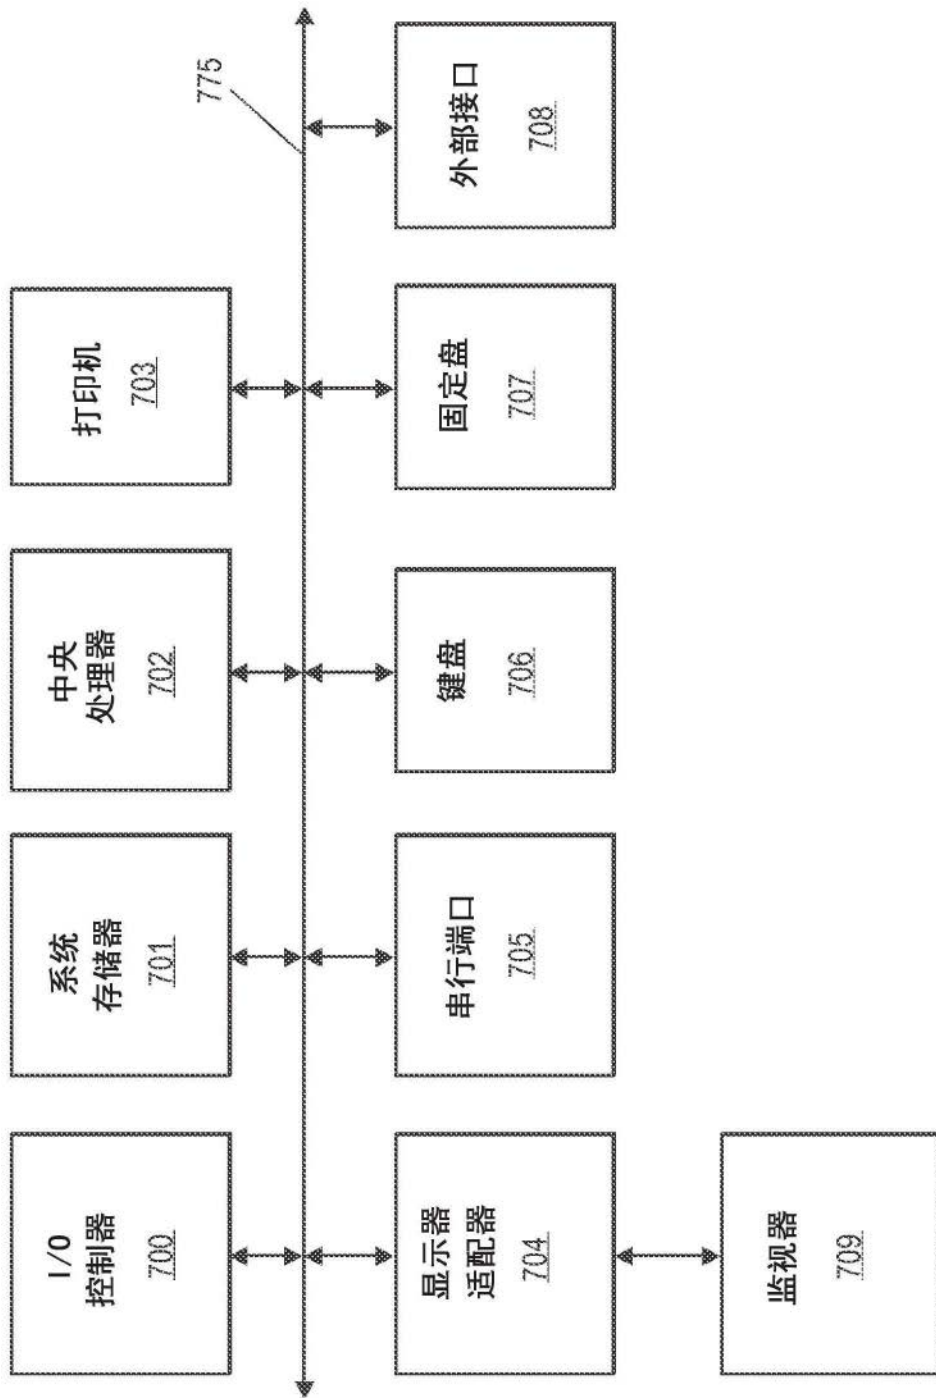 I/O
控制器
700
系统
存储器
701
中央
处理器
702
打印机
703
775
显示器
适配器
704
串行端口
705
键盘
706
固定盘
707
外部接口
708
监视器
709